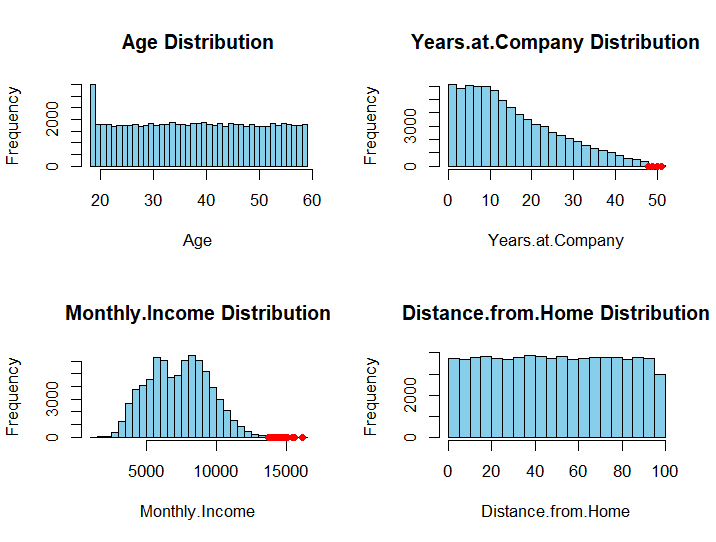 Age Distribution
Frequency
0 2000
20 30 40 50 60
Age
Years.at.Company Distribution
Frequency
0 3000
0 10 20 30 40 50
Years.at.Company
Monthly.Income Distribution
Frequency
0 3000
5000 10000 15000
Monthly.Income
Distance.from.Home Distribution
Frequency
0 2000
0 20 40 60 80 100
Distance.from.Home